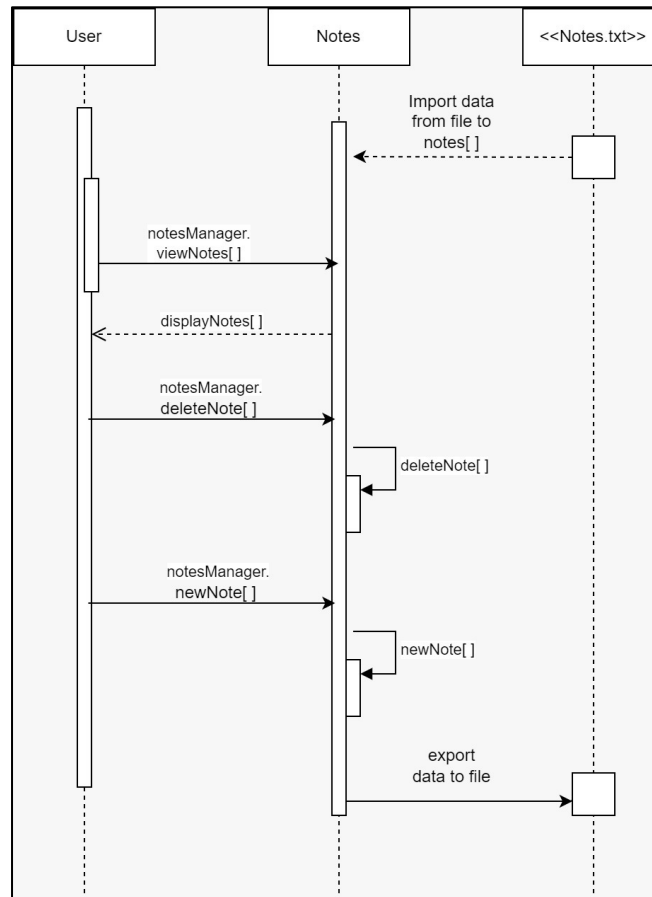 User
Notes
<<Notes.txt>>
Import data
from file to
notes[ ]
notesManager.
viewNotes[ ]
displayNotes[ ]
notesManager.
deleteNote[ ]
deleteNote[ ]
notesManager.
newNote[ ]
newNote[ ]
export
data to file